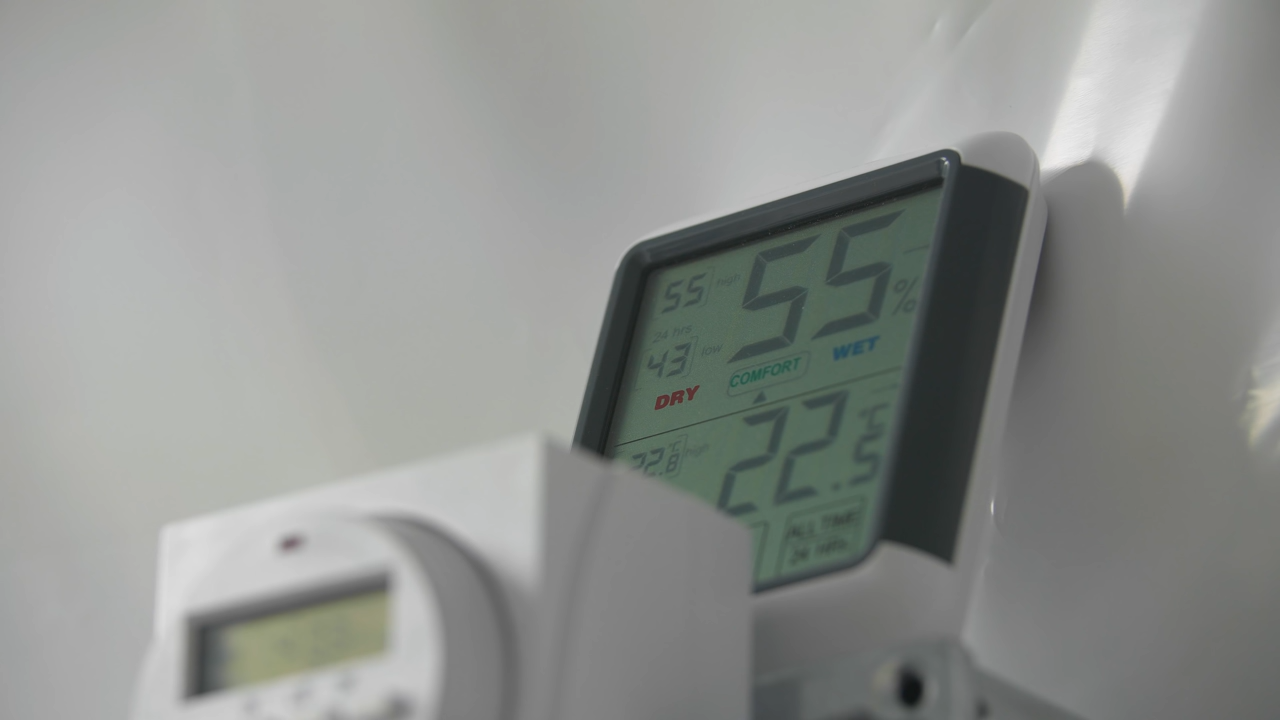 55 high 55 %
24 hrs
43 low
DRY COMFORT WET
22.8 °C high 22.5 °C
ALL TIME
24 HRS